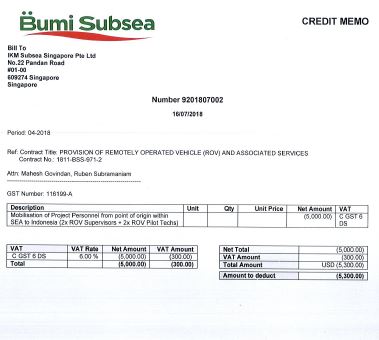 Bumi Subsea
CREDIT MEMO
Bill To
IKM Subsea Singapore Pte Ltd
No.22 Pandan Road
#01-00
609274 Singapore
Singapore
Number 9201807002
16/07/2018
Period: 04-2018
Ref: Contract Title: PROVISION OF REMOTELY OPERATED VEHICLE (ROV) AND ASSOCIATED SERVICES
Contract No.: 1811-BSS-971-2
Attn: Mahesh Govindan, Ruben Subramaniam
GST Number: 116199-A
Description Unit Qty Unit Price Net Amount VAT
Mobilisation of Project Personnel from point of origin within (5,000.00) C GST 6
SEA to Indonesia (2x ROV Supervisors + 2x ROV Pilot Techs) DS
VAT VAT Rate Net Amount VAT Amount
C GST 6 DS 6.00 % (5,000.00) (300.00)
Total (5,000.00) (300.00)
Net Total (5,000.00)
VAT Amount (300.00)
Total Amount USD (5,300.00)
Amount to deduct (5,300.00)